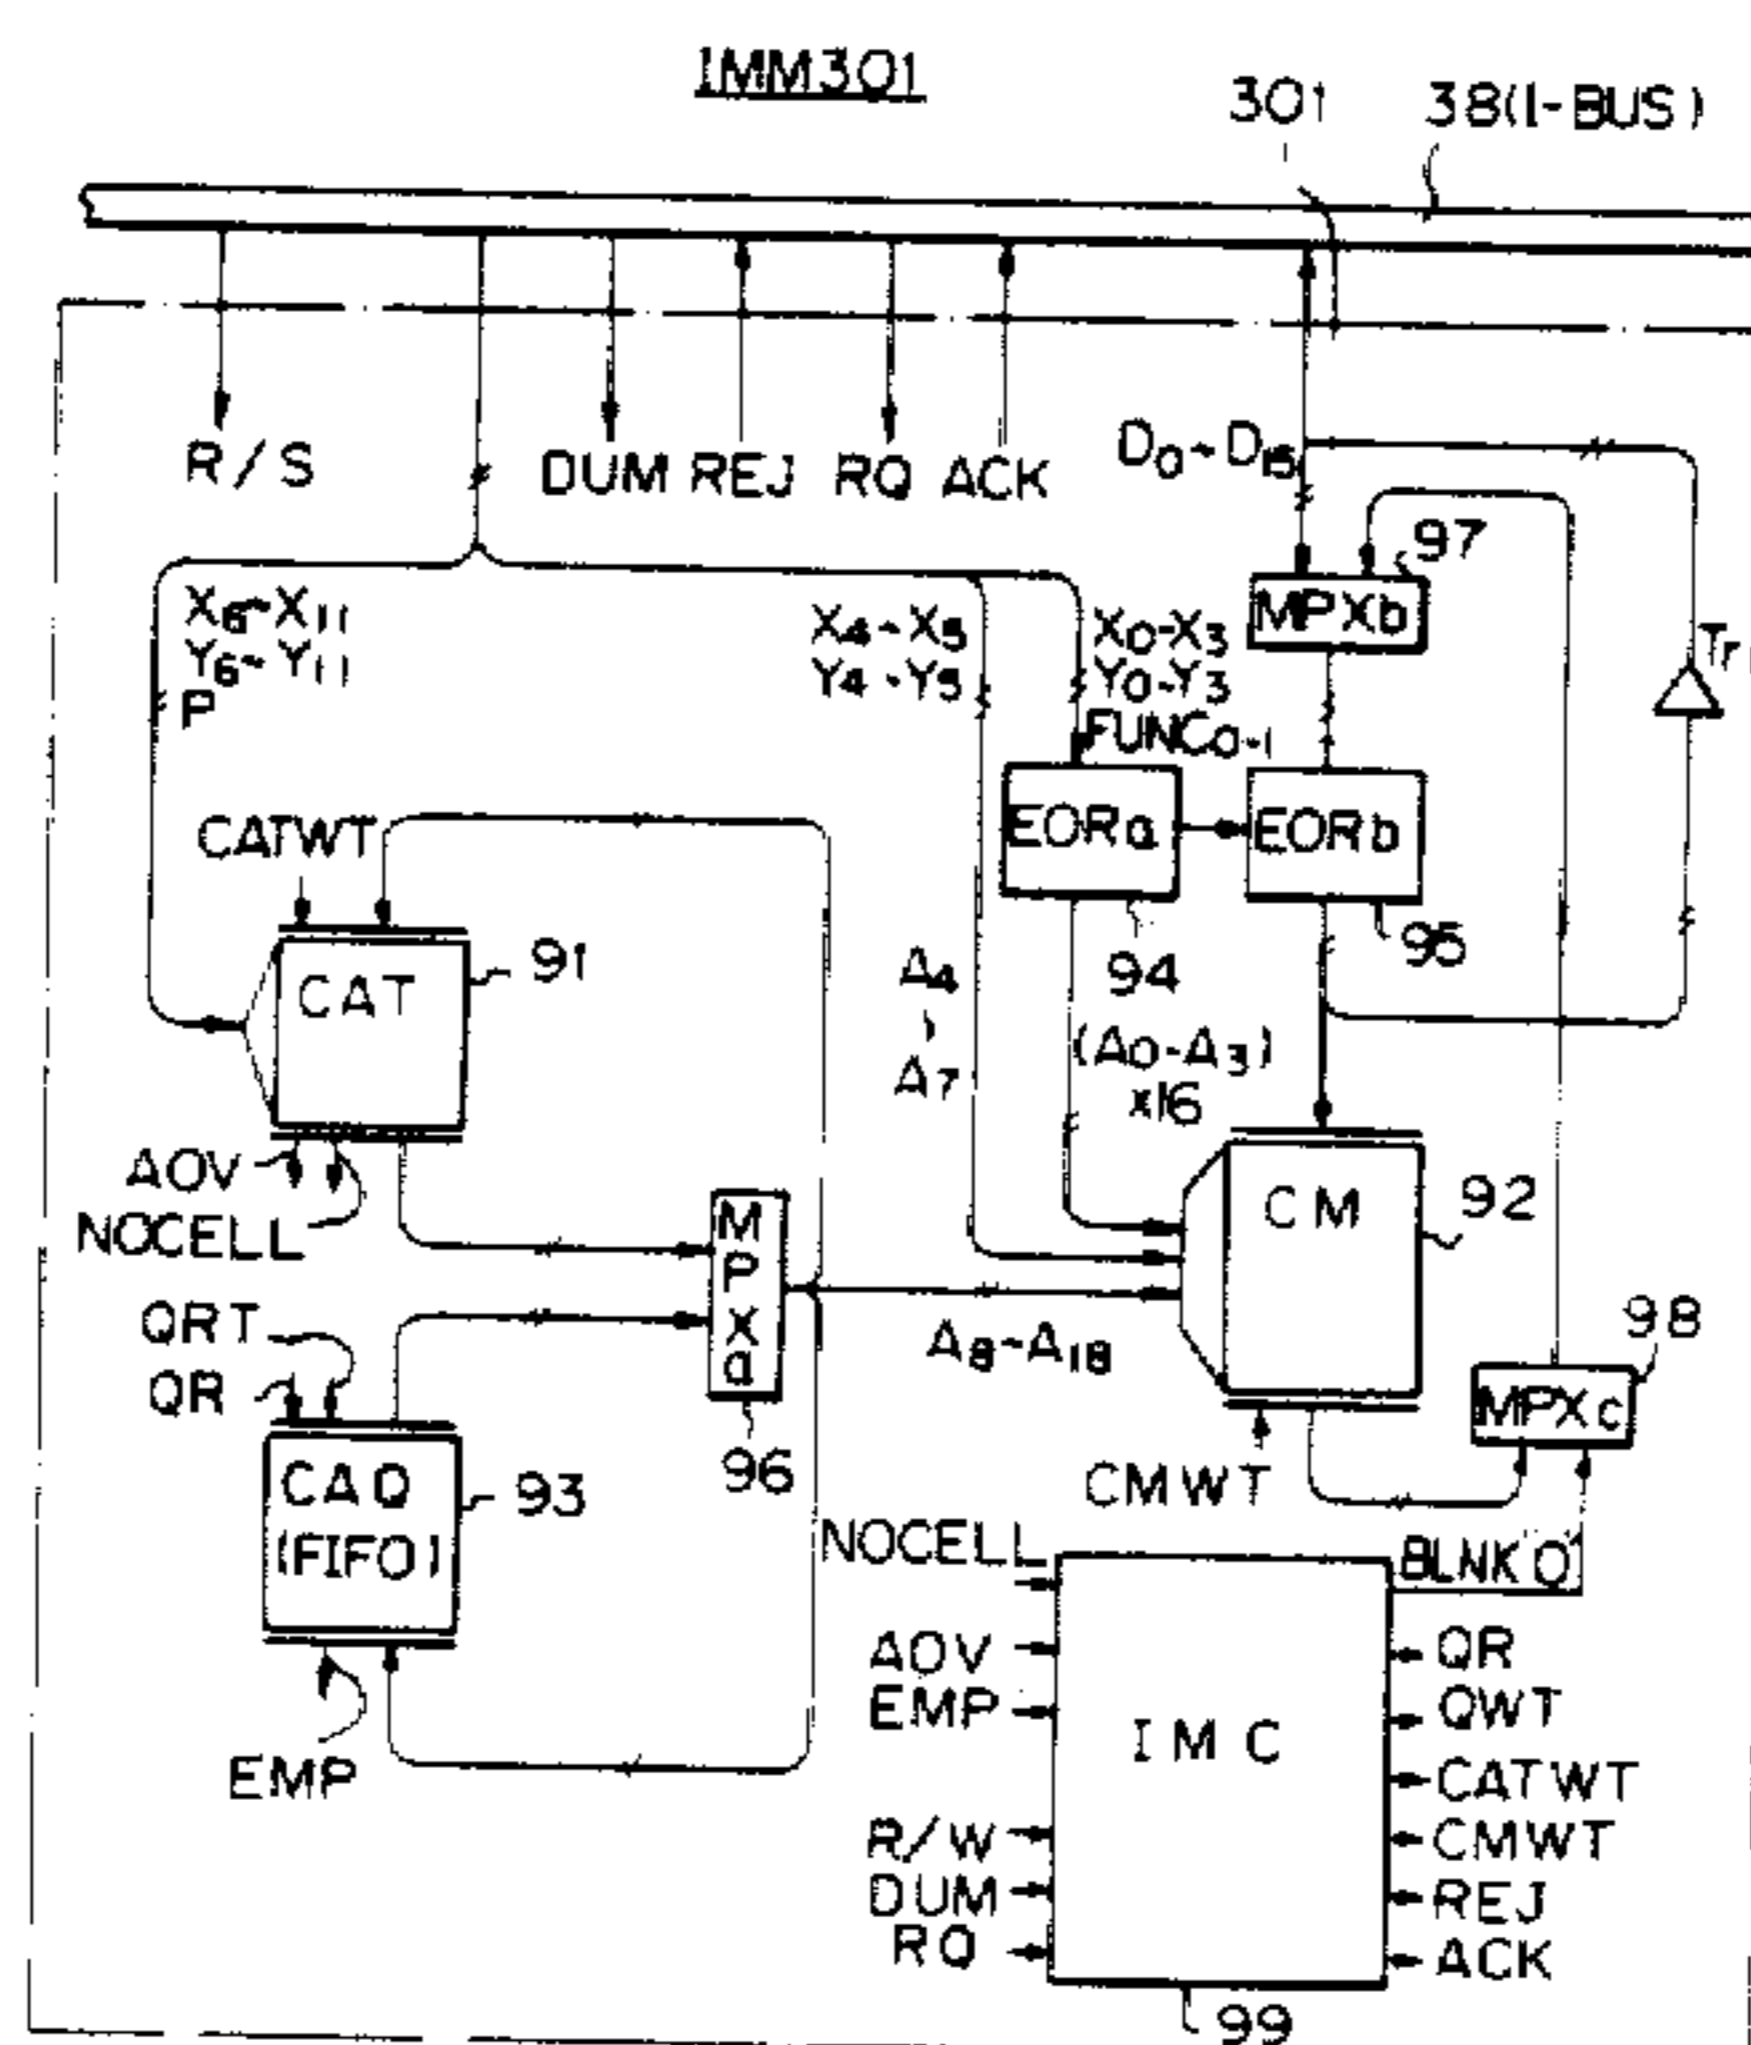 IMM301
301
38(I-BUS)
R/S
DUM
REJ
RQ
ACK
D0~D15
97
MPXb
Tr
X6~X11
Y6~Y11
P
X4~X5
Y4~Y5
X0-X3
Y0-Y3
FUNC0-1
EORa
EORb
94
95
CATWT
CAT
91
A4
~
A7
(A0-A3)
x16
AOV
NOCELL
MPXa
96
CM
92
A8~A18
QRT
QR
CAQ
(FIFO)
93
EMP
CMWT
MPXc
98
NOCELL
BLNK'0'
AOV
EMP
R/W
DUM
RQ
IMC
QR
QWT
CATWT
CMWT
REJ
ACK
99